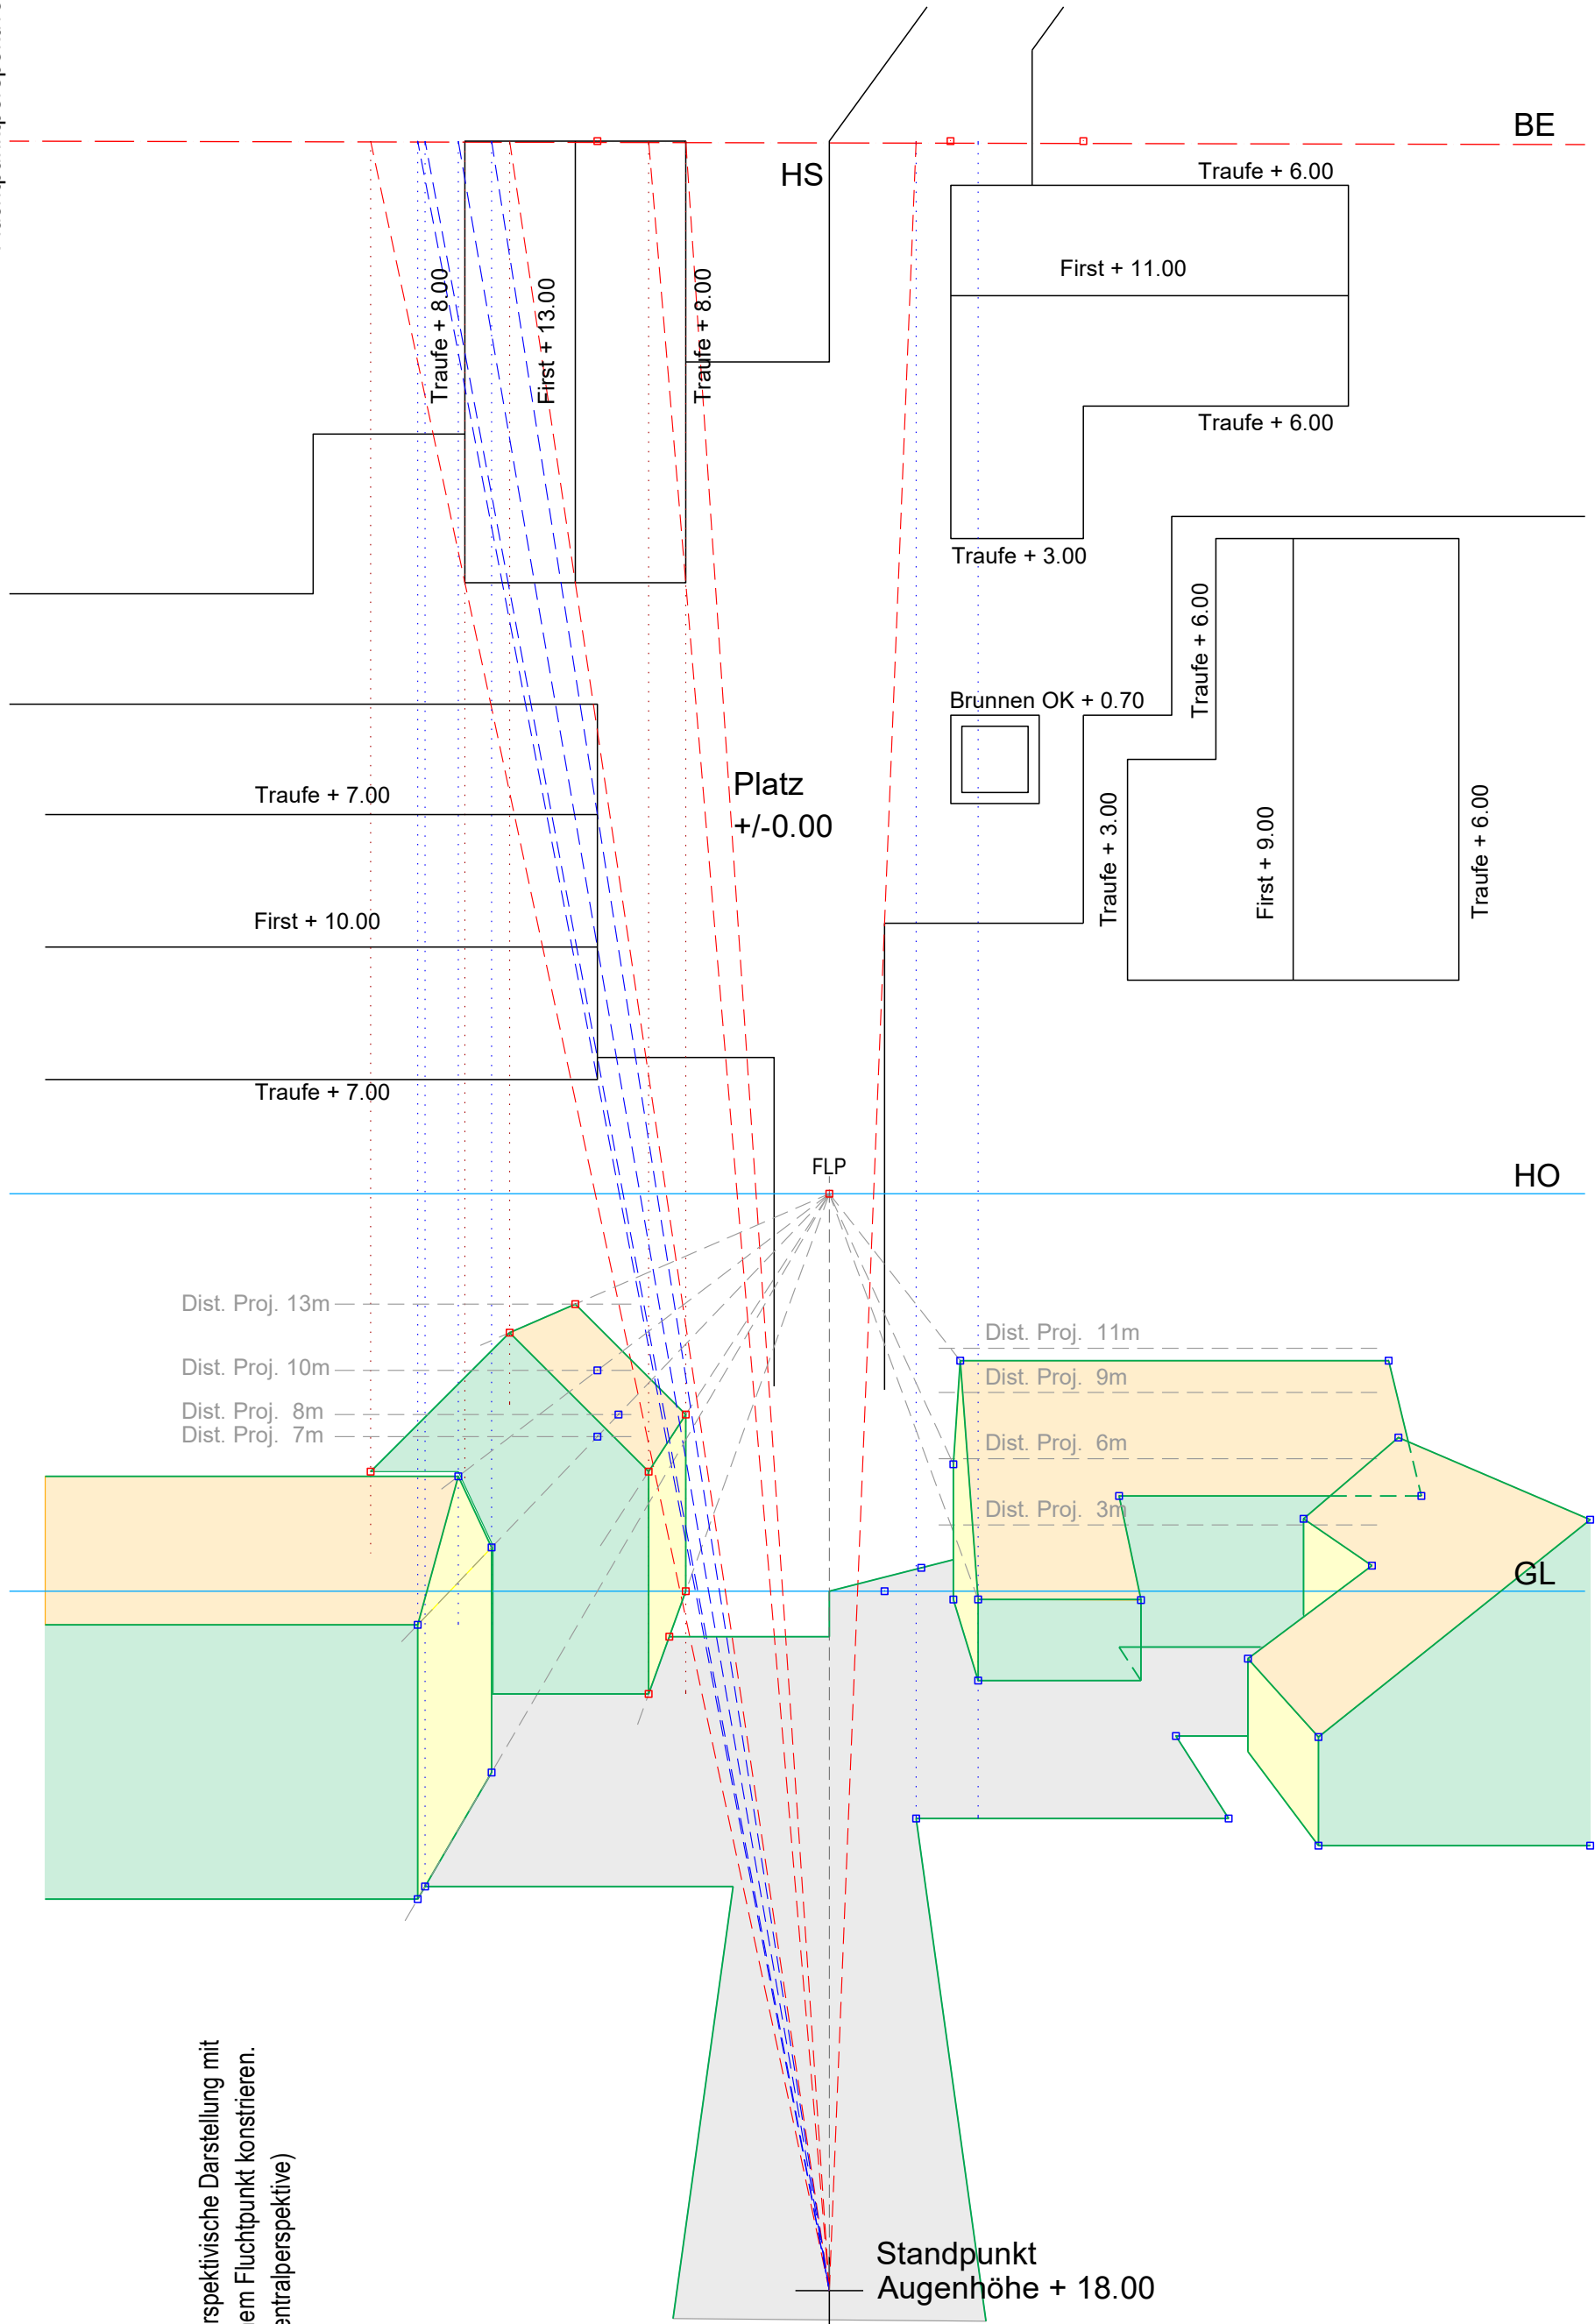 BE
HS
Traufe + 6.00
First + 11.00
Traufe + 8.00
First + 13.00
Traufe + 8.00
Traufe + 6.00
Traufe + 3.00
Traufe + 6.00
Brunnen OK + 0.70
Platz
+/-0.00
Traufe + 7.00
Traufe + 3.00
First + 9.00
Traufe + 6.00
First + 10.00
Traufe + 7.00
FLP
HO
Dist. Proj. 13m
Dist. Proj. 11m
Dist. Proj. 10m
Dist. Proj. 9m
Dist. Proj. 8m
Dist. Proj. 7m
Dist. Proj. 6m
Dist. Proj. 3m
GL
rspektivische Darstellung mit
em Fluchtpunkt konstrieren.
entralperspektive)
Standpunkt
Augenhöhe + 18.00